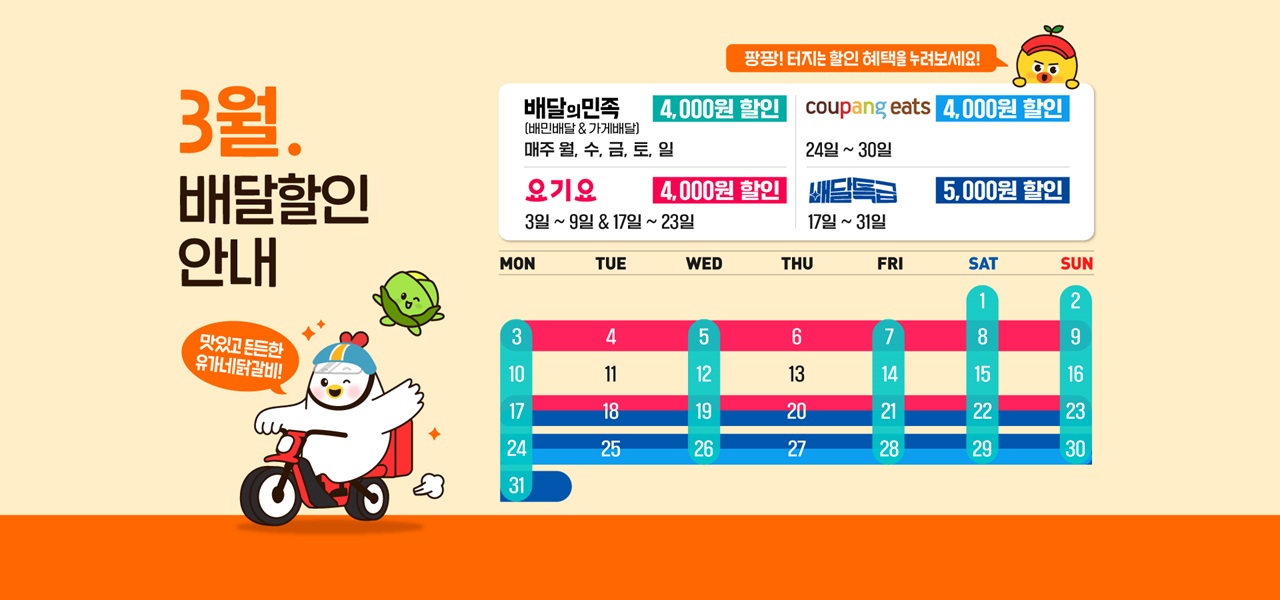 3월.
배달할인
안내
맛있고 든든한
유가네닭갈비!
팡팡! 터지는 할인 혜택을 누려보세요!
배달의민족 4,000원 할인
(배민배달 & 가게배달)
매주 월, 수, 금, 토, 일
coupang eats 4,000원 할인
24일 ~ 30일
요기요 4,000원 할인
3일 ~ 9일 & 17일 ~ 23일
배달특급 5,000원 할인
17일 ~ 31일
MON TUE WED THU FRI SAT SUN
1 2
3 4 5 6 7 8 9
10 11 12 13 14 15 16
17 18 19 20 21 22 23
24 25 26 27 28 29 30
31